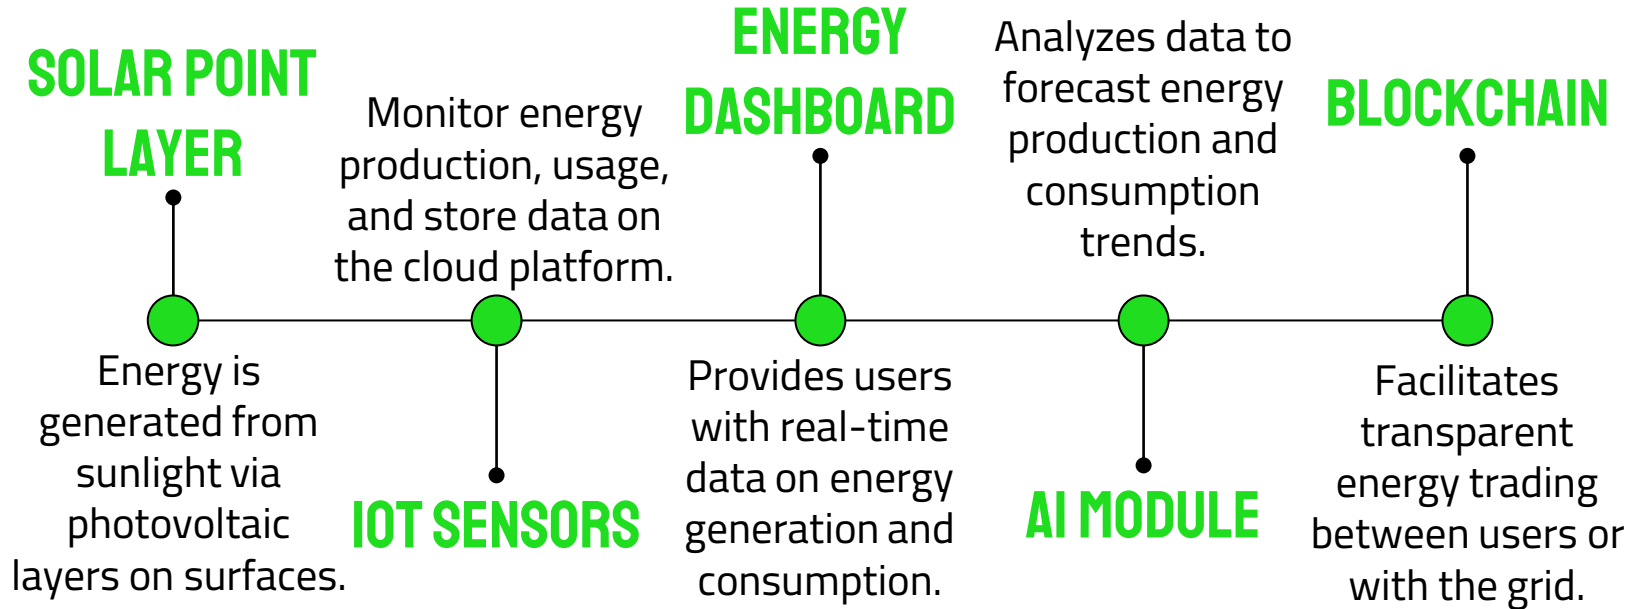 SOLAR POINT
LAYER
Energy is
generated from
sunlight via
photovoltaic
layers on surfaces.
Monitor energy
production, usage,
and store data on
the cloud platform.
IOT SENSORS
ENERGY
DASHBOARD
Provides users
with real-time
data on energy
generation and
consumption.
Analyzes data to
forecast energy
production and
consumption
trends.
AI MODULE
BLOCKCHAIN
Facilitates
transparent
energy trading
between users or
with the grid.